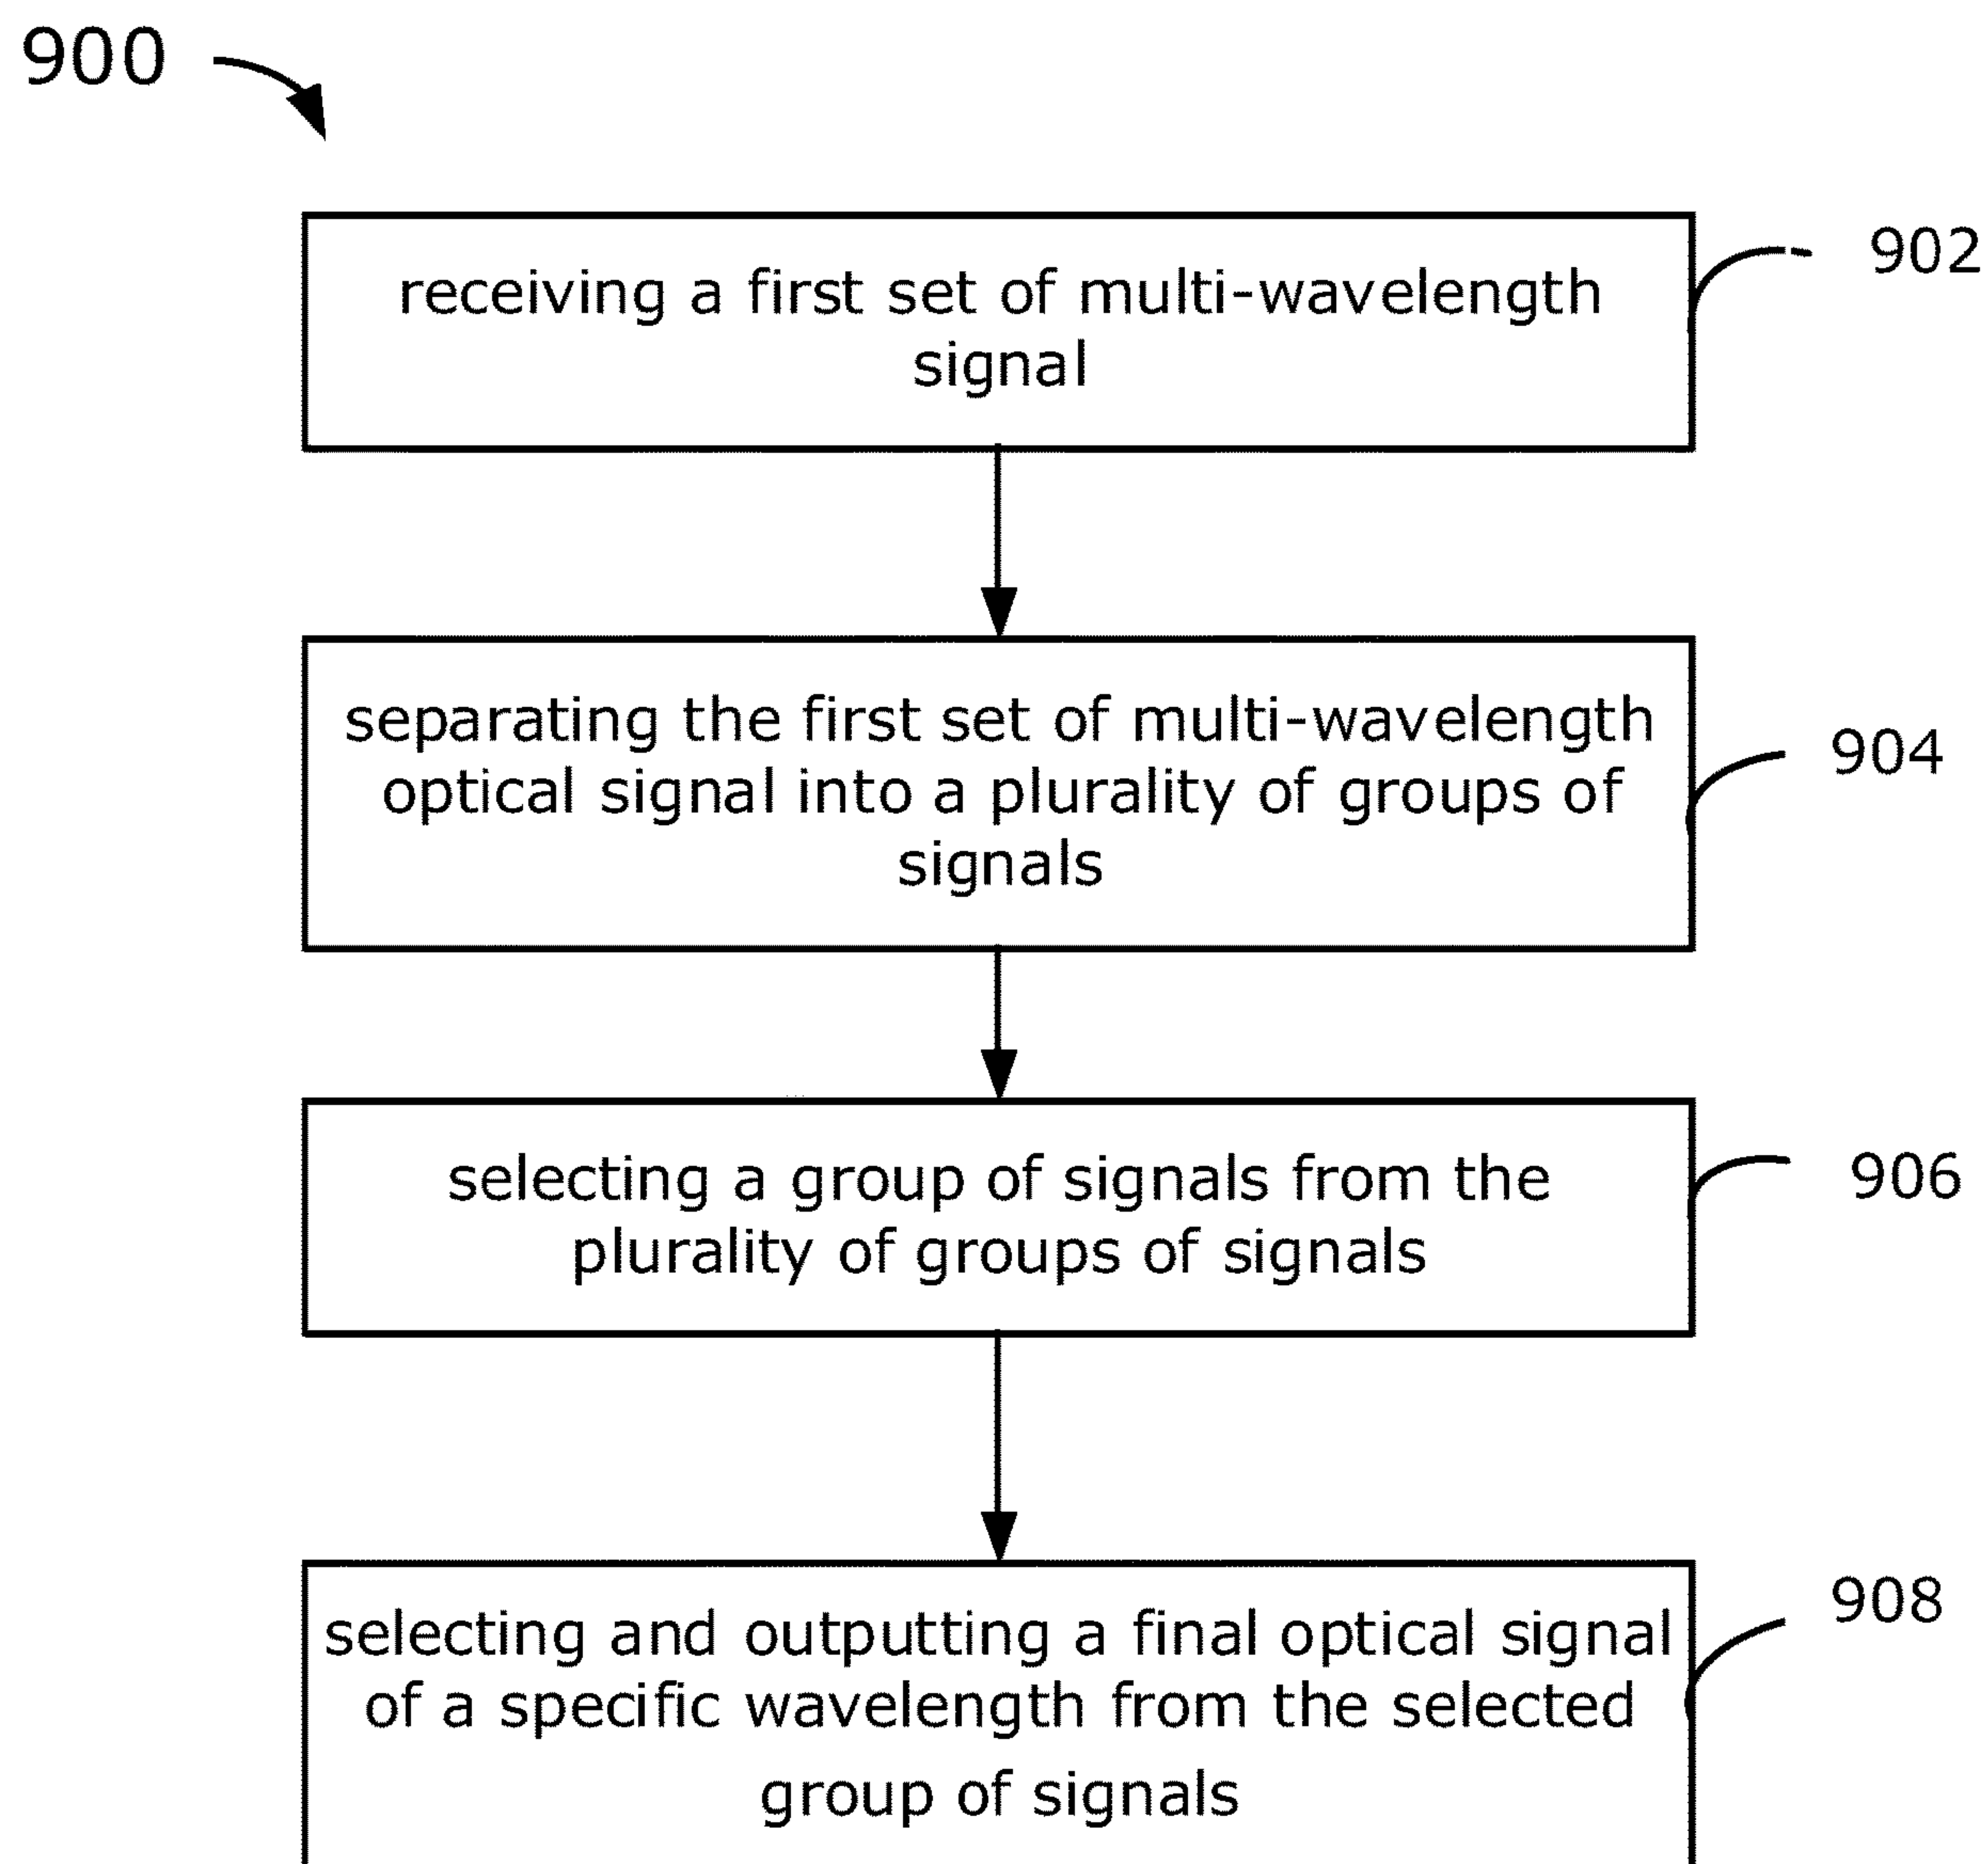 900
receiving a first set of multi-wavelength
signal
902
separating the first set of multi-wavelength
optical signal into a plurality of groups of
signals
904
selecting a group of signals from the
plurality of groups of signals
906
selecting and outputting a final optical signal
of a specific wavelength from the selected
group of signals
908